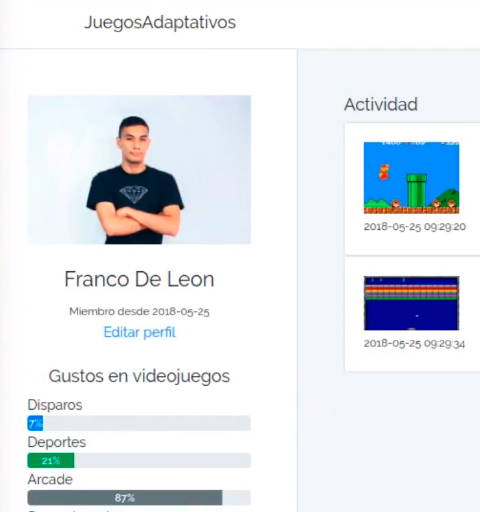 JuegosAdaptativos
Franco De Leon
Miembro desde 2018-05-25
Editar perfil
Gustos en videojuegos
Disparos
7%
Deportes
21%
Arcade
87%
Actividad
2018-05-25 09:29:20
2018-05-25 09:29:34